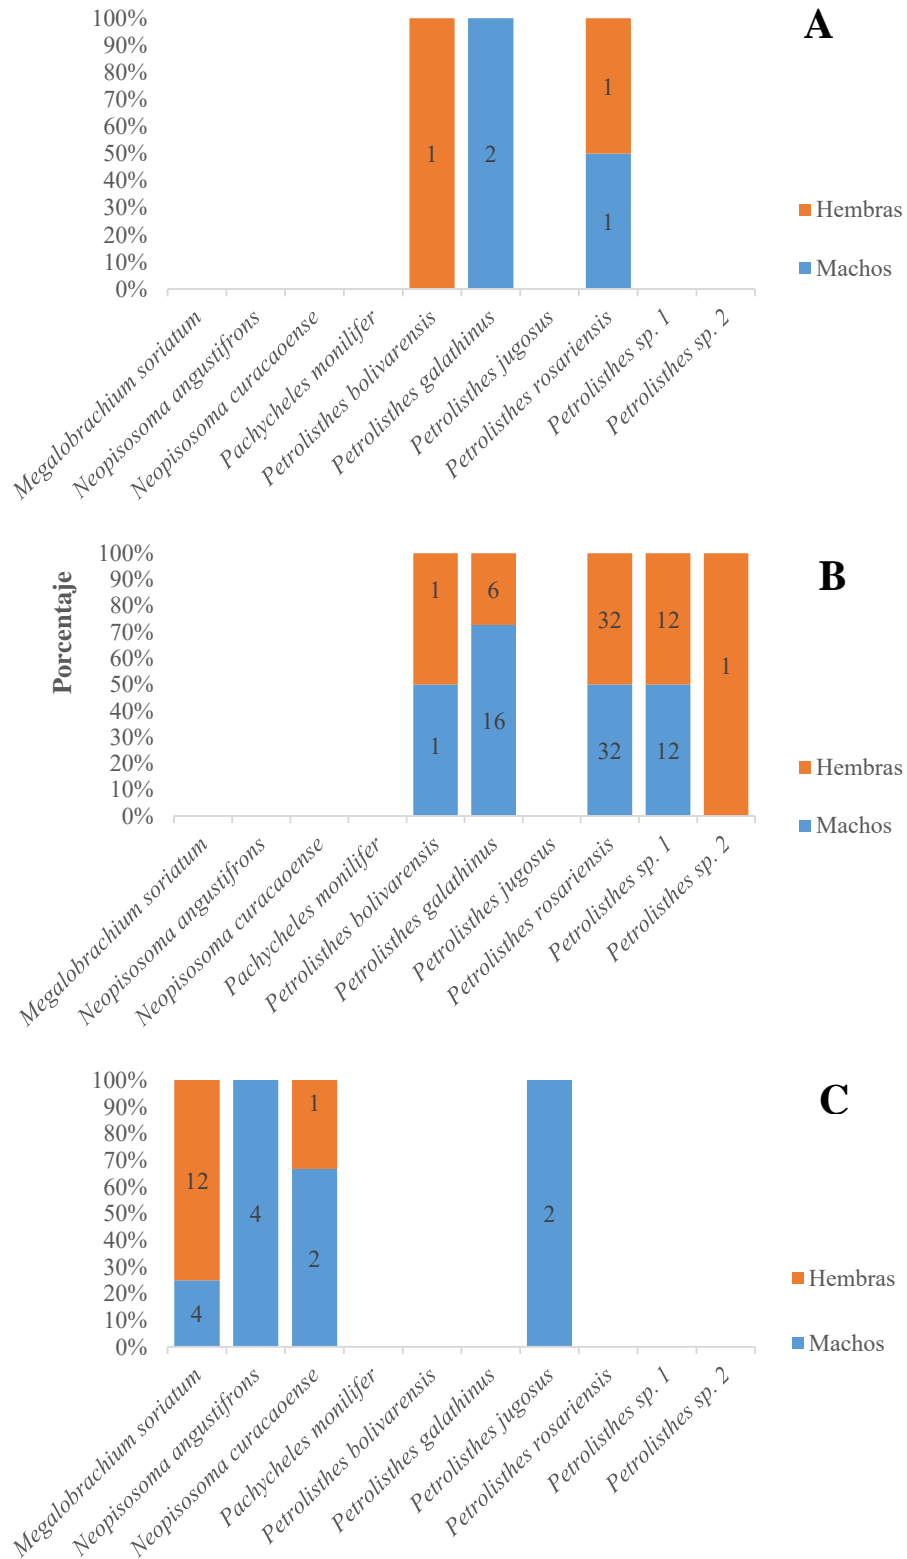 A
100%
90%
80%
70%
60%
50%
40%
30%
20%
10%
0%
1
2
1
1
Hembras
Machos
Megalobrachium soriatum
Neopisosoma angustifrons
Neopisosoma curacaoense
Pachycheles monilifer
Petrolisthes bolivarensis
Petrolisthes galathinus
Petrolisthes jugosus
Petrolisthes rosariensis
Petrolisthes sp. 1
Petrolisthes sp. 2
B
Porcentaje
100%
90%
80%
70%
60%
50%
40%
30%
20%
10%
0%
1
1
6
16
32
32
12
12
1
Hembras
Machos
Megalobrachium soriatum
Neopisosoma angustifrons
Neopisosoma curacaoense
Pachycheles monilifer
Petrolisthes bolivarensis
Petrolisthes galathinus
Petrolisthes jugosus
Petrolisthes rosariensis
Petrolisthes sp. 1
Petrolisthes sp. 2
C
100%
90%
80%
70%
60%
50%
40%
30%
20%
10%
0%
12
4
4
1
2
2
Hembras
Machos
Megalobrachium soriatum
Neopisosoma angustifrons
Neopisosoma curacaoense
Pachycheles monilifer
Petrolisthes bolivarensis
Petrolisthes galathinus
Petrolisthes jugosus
Petrolisthes rosariensis
Petrolisthes sp. 1
Petrolisthes sp. 2